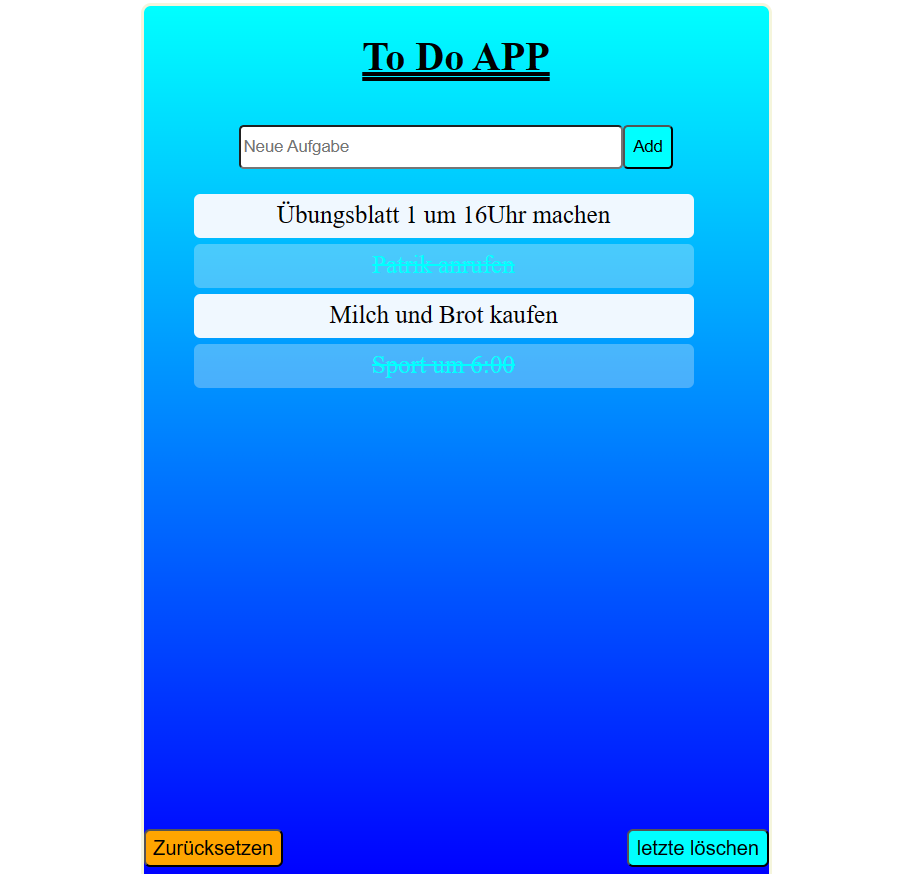 To Do APP
Neue Aufgabe
Add
Übungsblatt 1 um 16Uhr machen
Patrik anrufen
Milch und Brot kaufen
Sport um 6:00
Zurücksetzen
letzte löschen